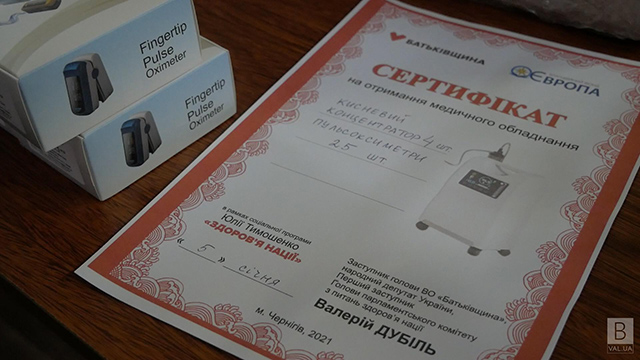 Fingertip
Pulse
Oximeter
Fingertip
Pulse
Oximeter
БАТЬКІВЩИНА
ЄВРОПА
СЕРТИФІКАТ
на отримання медичного обладнання
КИСНЕВИЙ
КОНЦЕНТРАТОР 4 шт.
ПУЛЬСОКСИМЕТРИ
25 шт
в рамках соціальної програми
Юлії Тимошенко
«ЗДОРОВ'Я НАЦІЇ»
« 5 » січня
м. Чернігів, 2021
Заступник голови ВО «Батьківщина»,
народний депутат України,
Перший заступник
Голови парламентського комітету
з питань здоров'я нації
Валерій ДУБІЛЬ
B
VAL.UA